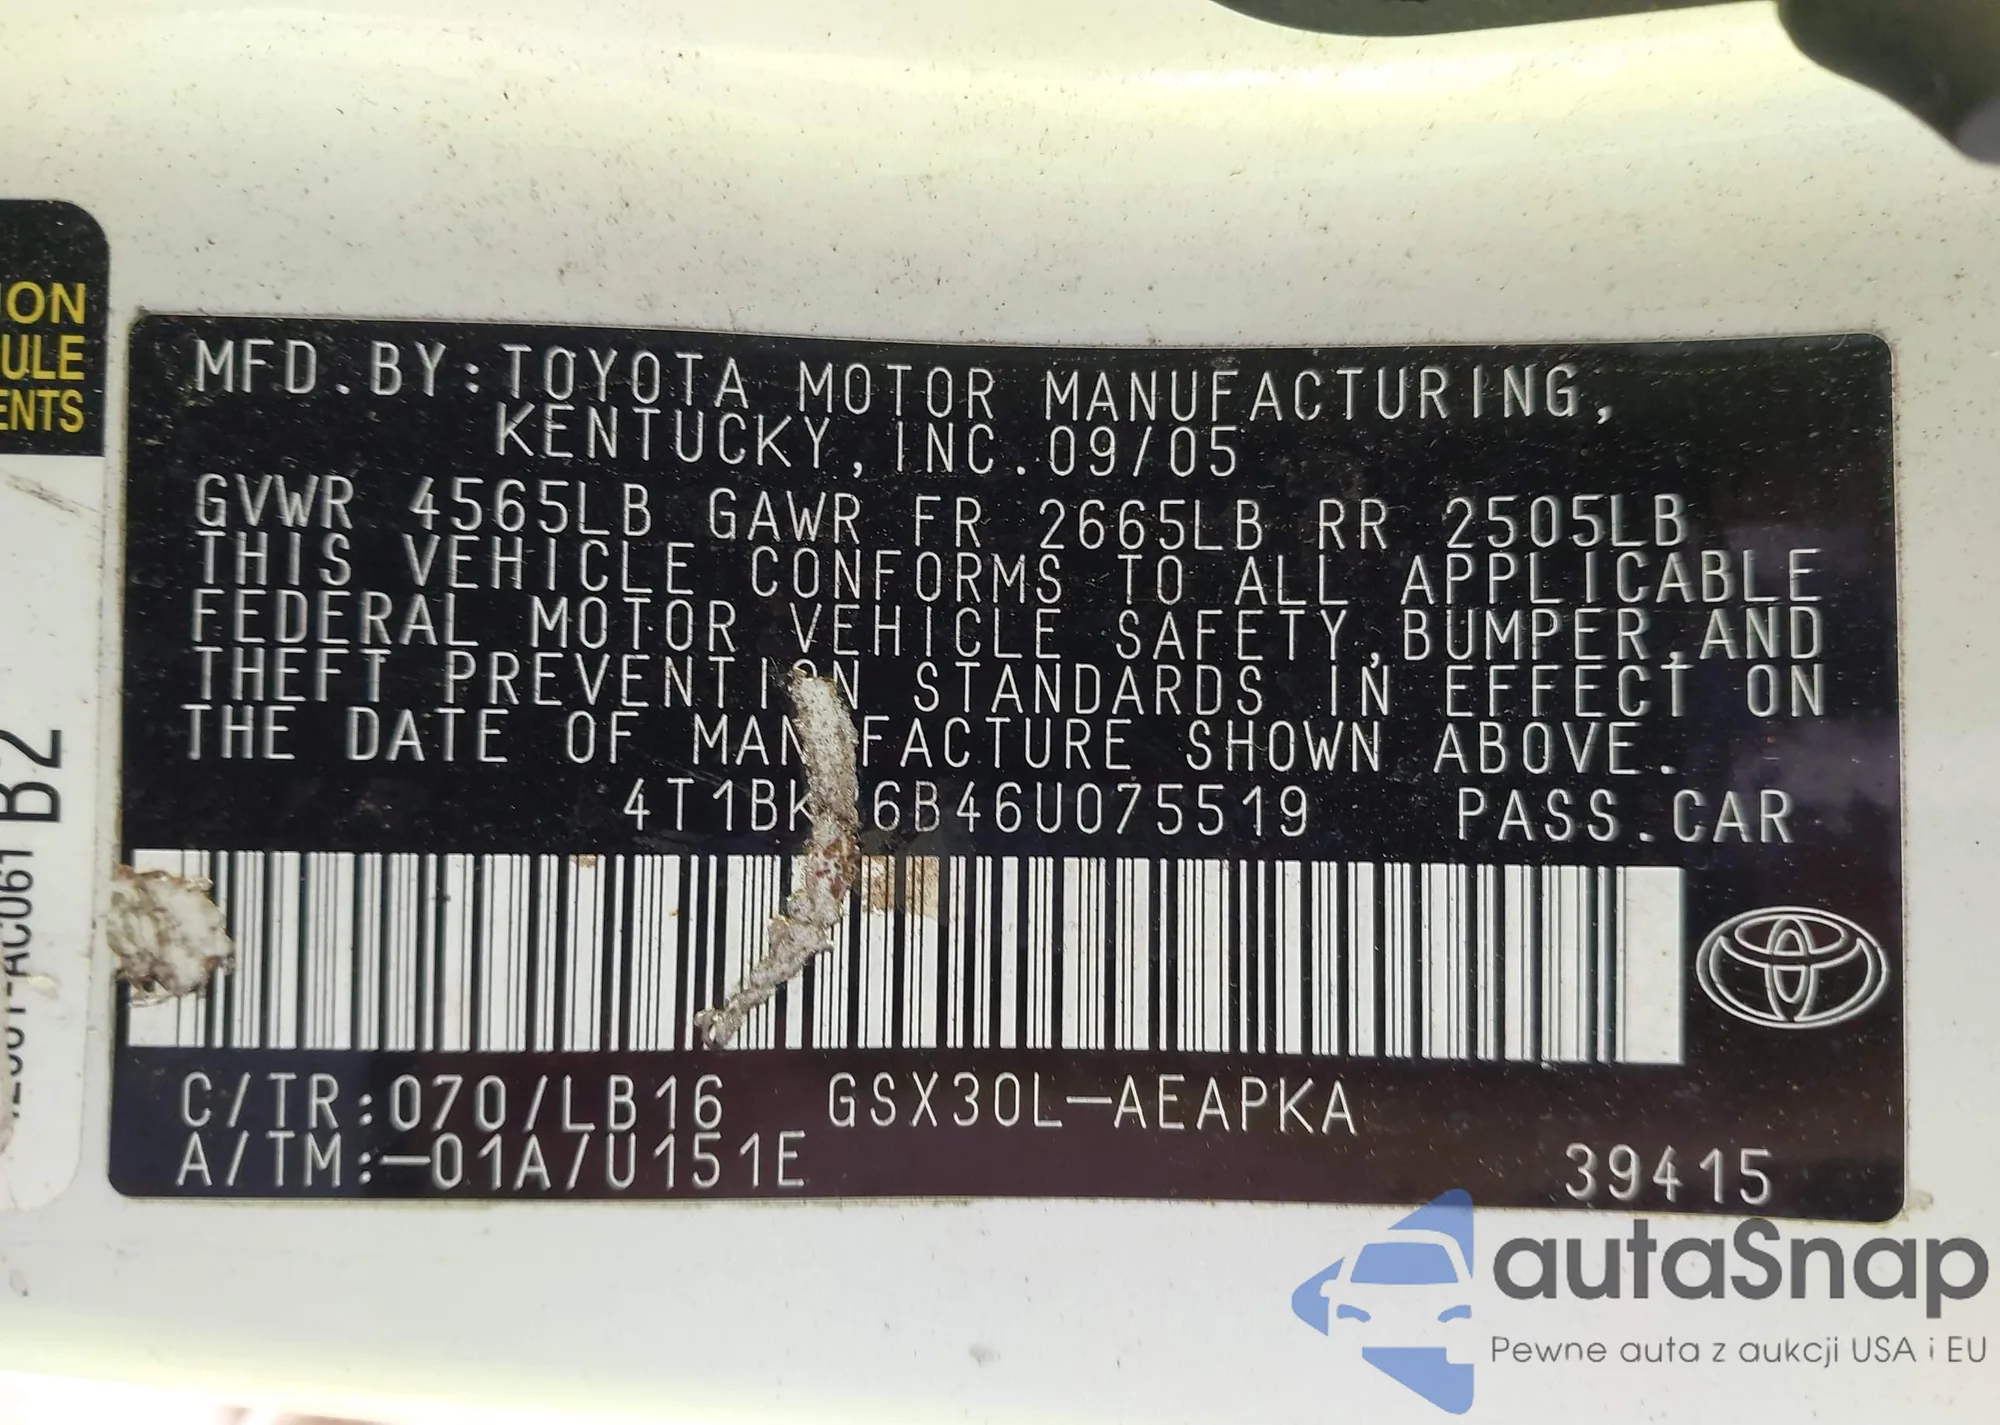 ION
ULE
ENTS
B2
MFD.BY:TOYOTA MOTOR MANUFACTURING,
KENTUCKY,INC.09/05
GVWR 4565LB GAWR FR 2665LB RR 2505LB
THIS VEHICLE CONFORMS TO ALL APPLICABLE
FEDERAL MOTOR VEHICLE SAFETY,BUMPER,AND
THEFT PREVENTION STANDARDS IN EFFECT ON
THE DATE OF MANUFACTURE SHOWN ABOVE.
4T1BK 6B46U075519 PASS.CAR
C/TR:070/LB16 GSX30L-AEAPKA
A/TM:-01A/U151E
39415
autaSnap
Pewne auta z aukcji USA i EU